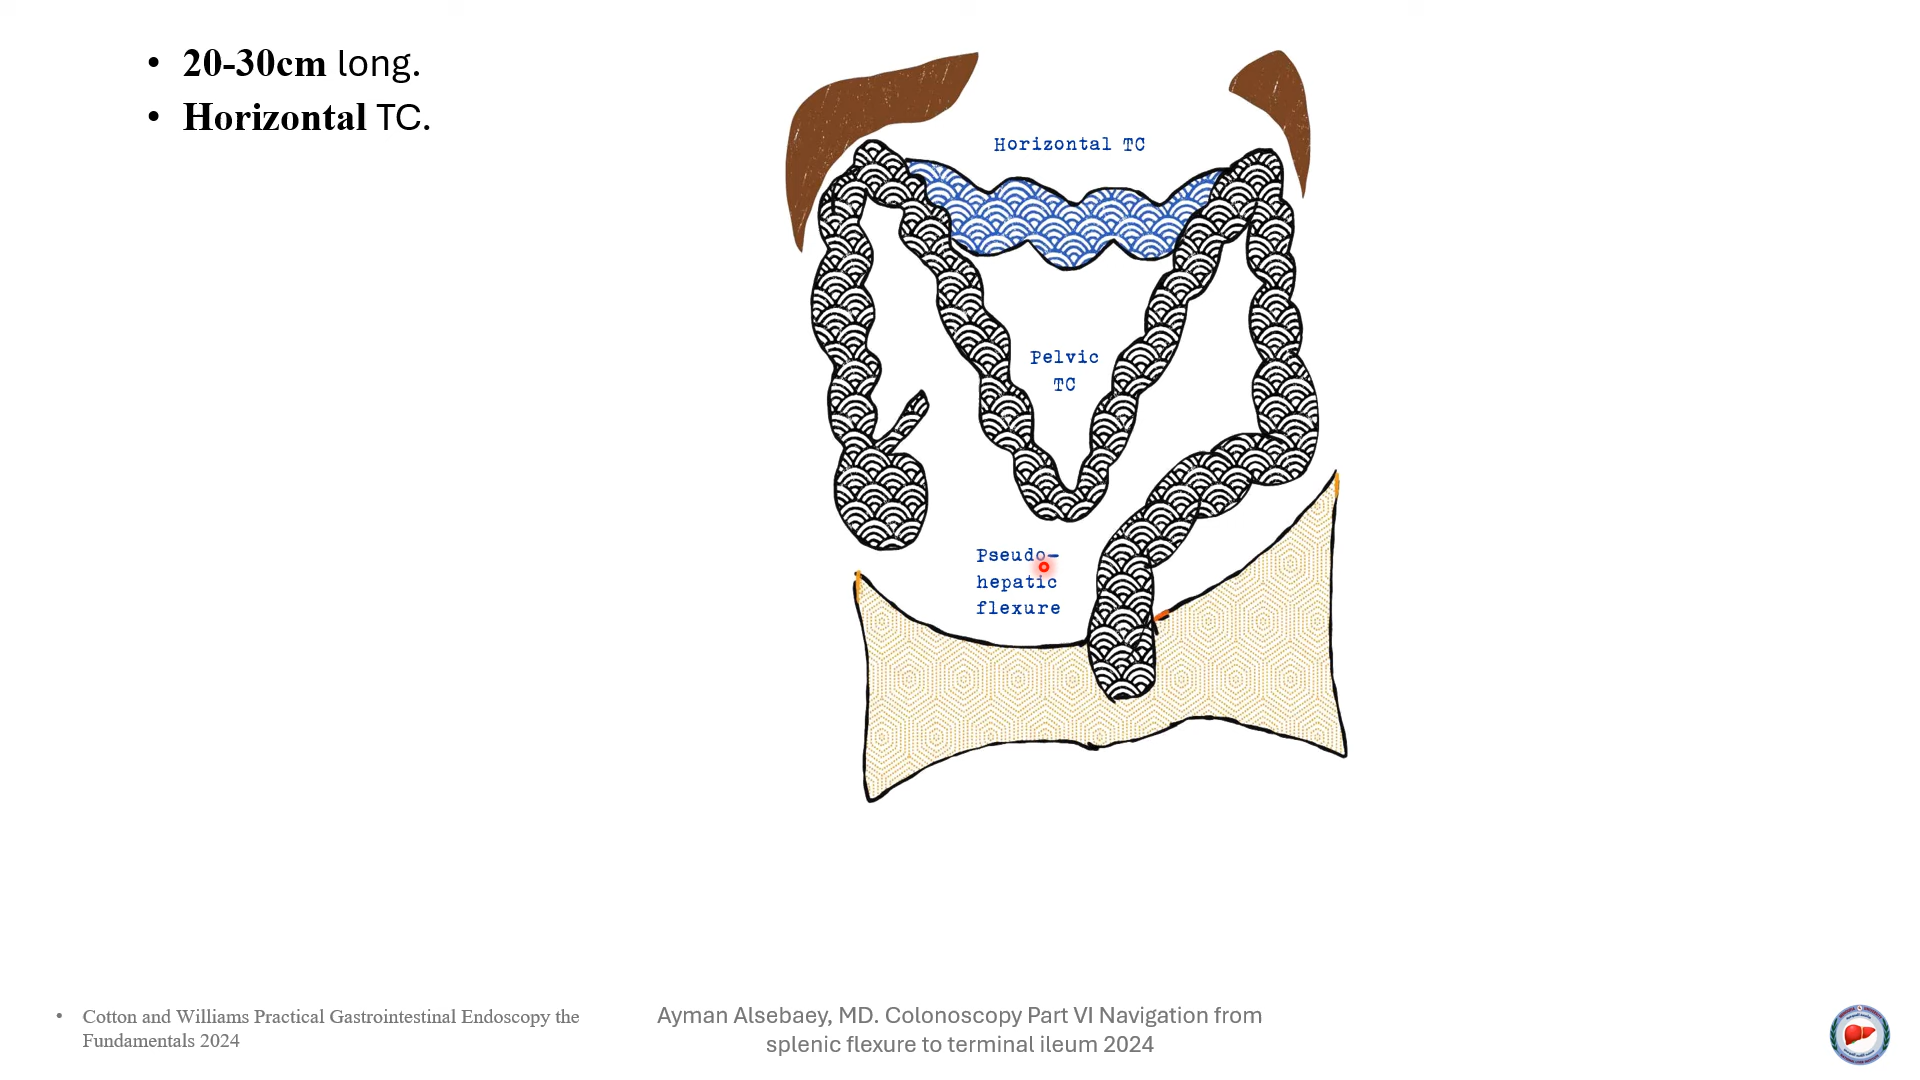 • 20-30cm long.
• Horizontal TC.
Horizontal TC
Pelvic
TC
Pseudo-
hepatic
flexure
• Cotton and Williams Practical Gastrointestinal Endoscopy the
Fundamentals 2024
Ayman Alsebaey, MD. Colonoscopy Part VI Navigation from
splenic flexure to terminal ileum 2024